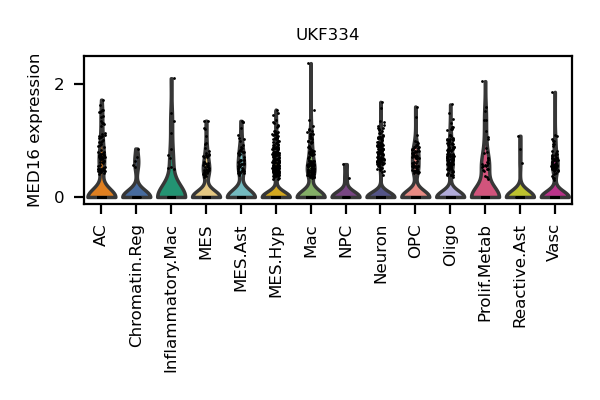 UKF334
MED16 expression
2
0
AC
Chromatin.Reg
Inflammatory.Mac
MES
MES.Ast
MES.Hyp
Mac
NPC
Neuron
OPC
Oligo
Prolif.Metab
Reactive.Ast
Vasc